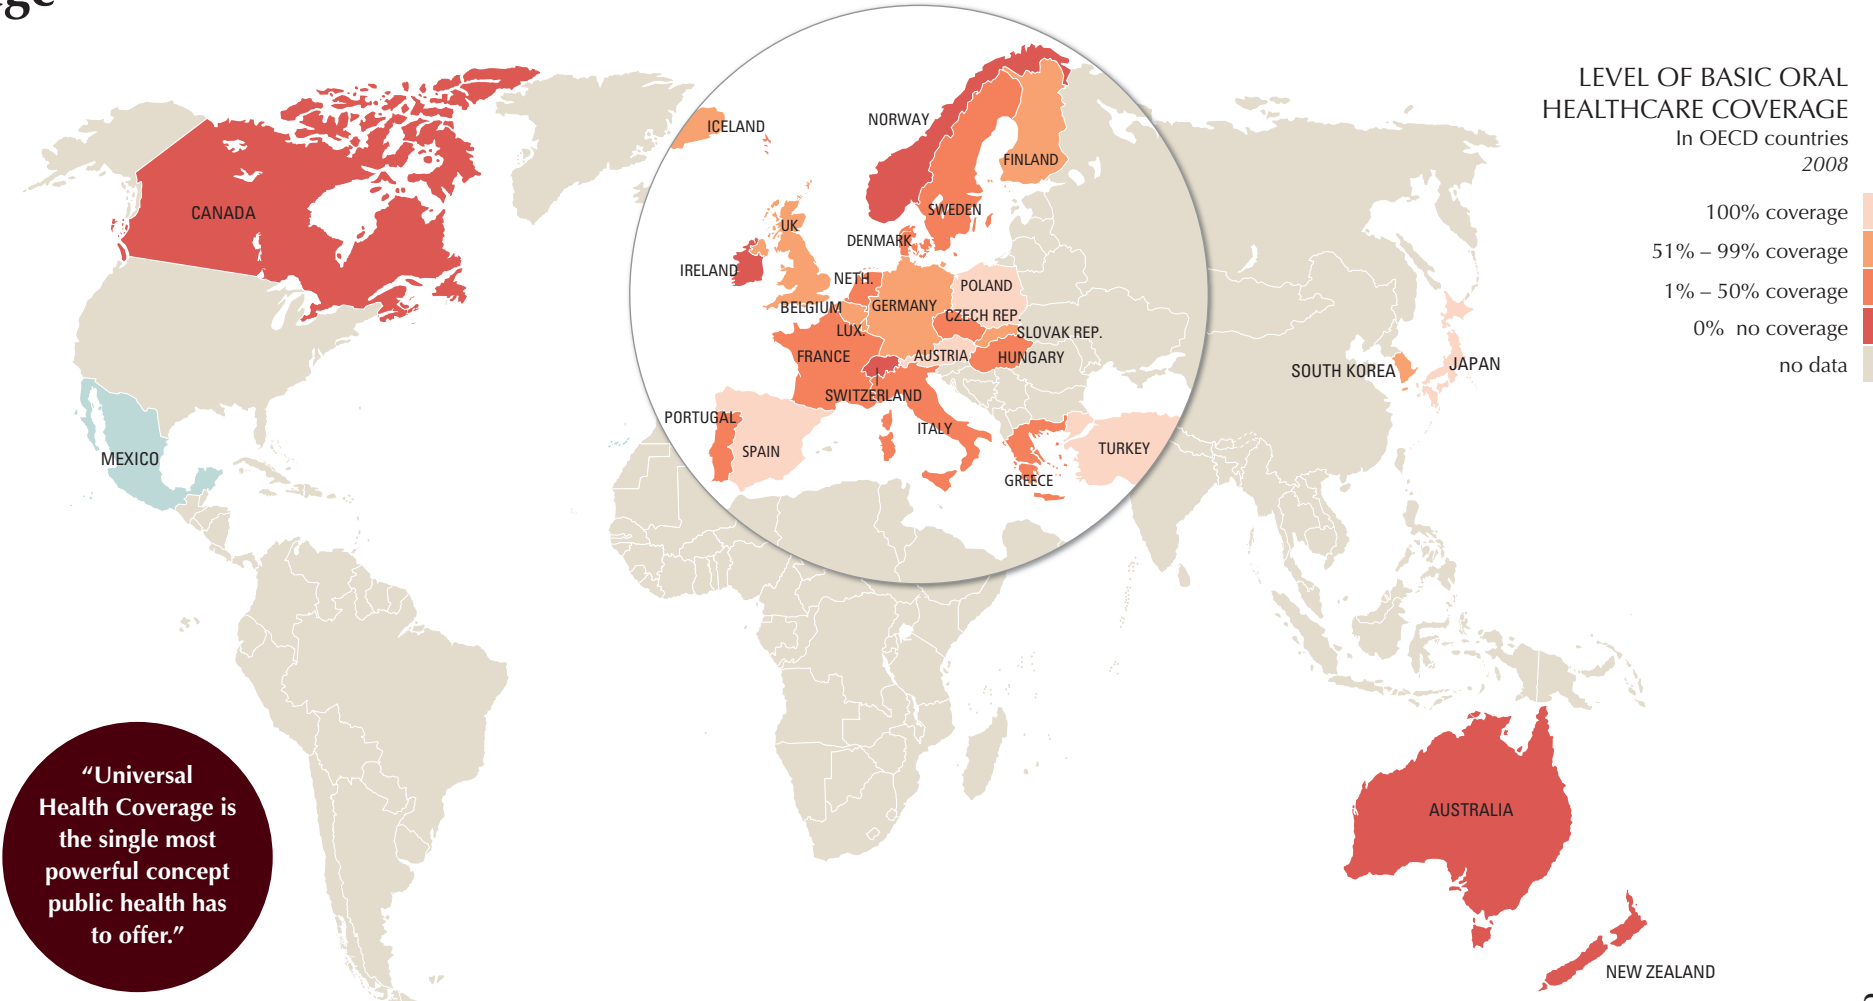 LEVEL OF BASIC ORAL
HEALTHCARE COVERAGE
In OECD countries
2008
100% coverage
51% – 99% coverage
1% – 50% coverage
0% no coverage
no data
ICELAND
NORWAY
FINLAND
CANADA
SWEDEN
UK
DENMARK
IRELAND
NETH.
POLAND
BELGIUM
GERMANY
CZECH REP.
LUX.
SLOVAK REP.
FRANCE
AUSTRIA
HUNGARY
SOUTH KOREA
JAPAN
SWITZERLAND
PORTUGAL
ITALY
SPAIN
TURKEY
MEXICO
GREECE
“Universal
Health Coverage is
the single most
powerful concept
public health has
to offer.”
AUSTRALIA
NEW ZEALAND